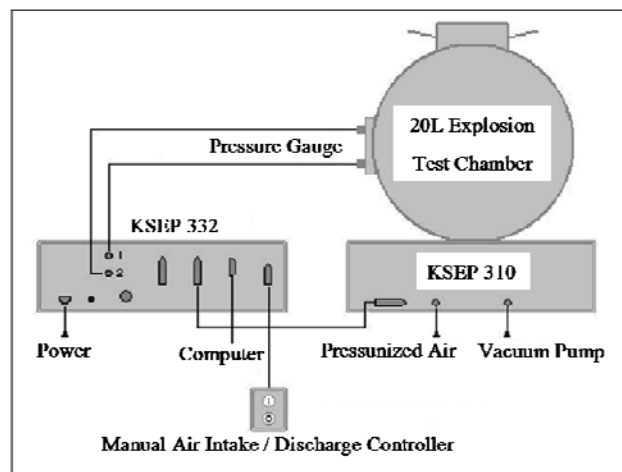 20L Explosion
Test Chamber
Pressure Gauge
KSEP 332
1
2
KSEP 310
Power
Computer
Pressunized Air
Vacuum Pump
Manual Air Intake / Discharge Controller